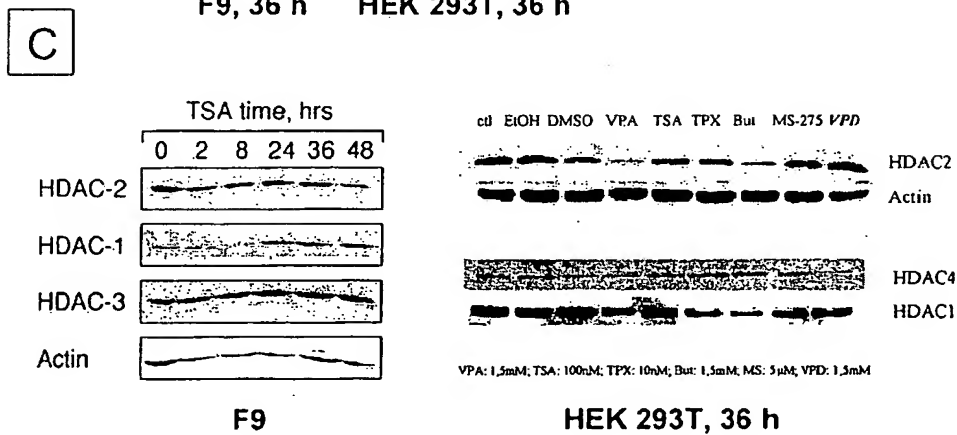 F9, 36 h HEK 293T, 36 h
C
TSA time, hrs
0 2 8 24 36 48
HDAC-2
HDAC-1
HDAC-3
Actin
F9
ctl EtOH DMSO VPA TSA TPX But MS-275 VPD
HDAC2
Actin
HDAC4
HDAC1
VPA: 1,5mM; TSA: 100nM; TPX: 10nM; But: 1,5mM; MS: 5µM; VPD: 1,5mM
HEK 293T, 36 h